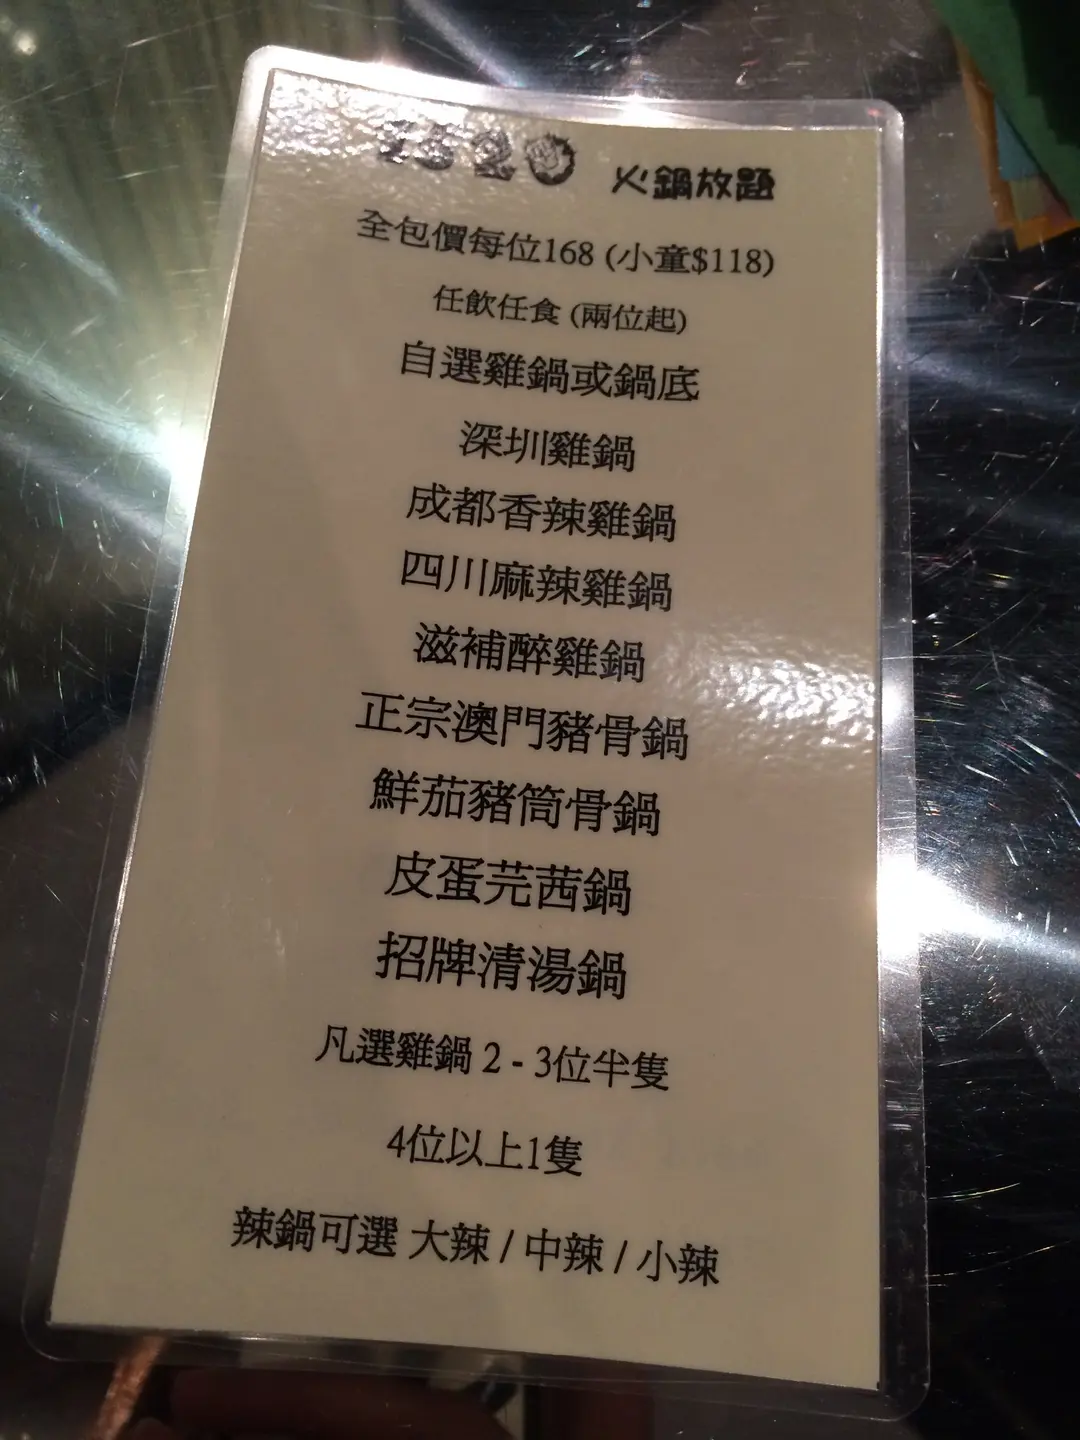 火鍋放題
全包價每位168 (小童$118)
任飲任食 (兩位起)
自選雞鍋或鍋底
深圳雞鍋
成都香辣雞鍋
四川麻辣雞鍋
滋補醉雞鍋
正宗澳門豬骨鍋
鮮茄豬筒骨鍋
皮蛋芫茜鍋
招牌清湯鍋
凡選雞鍋 2 - 3位半隻
4位以上1隻
辣鍋可選 大辣 / 中辣 / 小辣